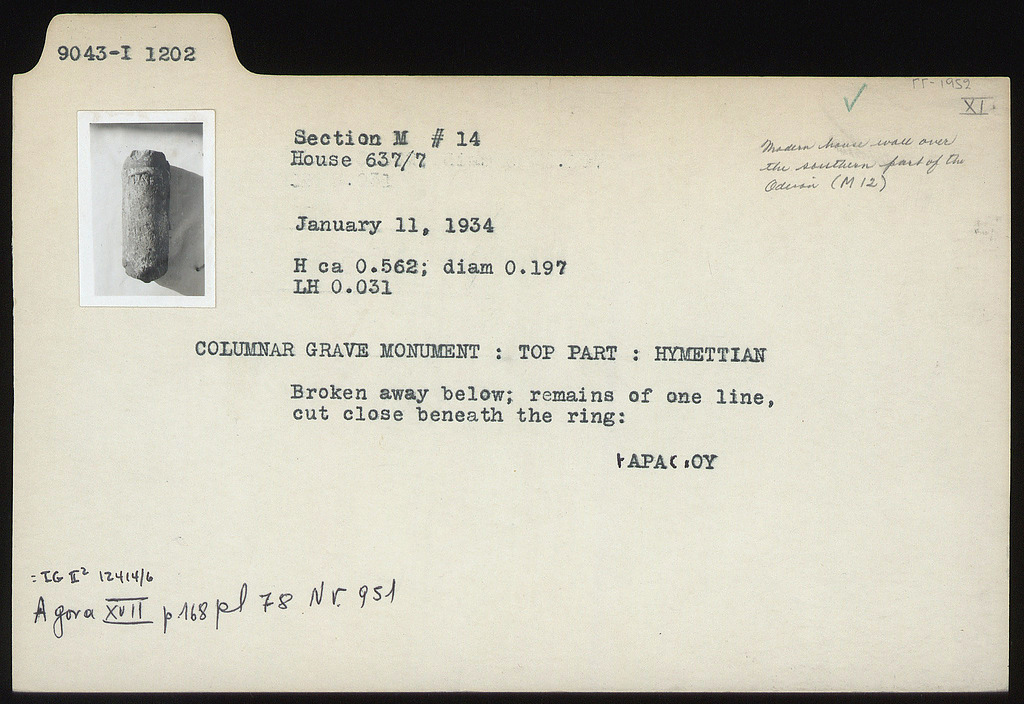 9043-I 1202
ΓΓ-1952
XI
Section M # 14
House 637/7
Modern house wall over
the southern part of the
Odeion (M 12)
January 11, 1934
H ca 0.562; diam 0.197
LH 0.031
COLUMNAR GRAVE MONUMENT : TOP PART : HYMETTIAN
Broken away below; remains of one line,
cut close beneath the ring:
ΑΡΑ ΟΥ
= IG II² 12414/6
Agora XVII p 168 pl 78 Nr. 951